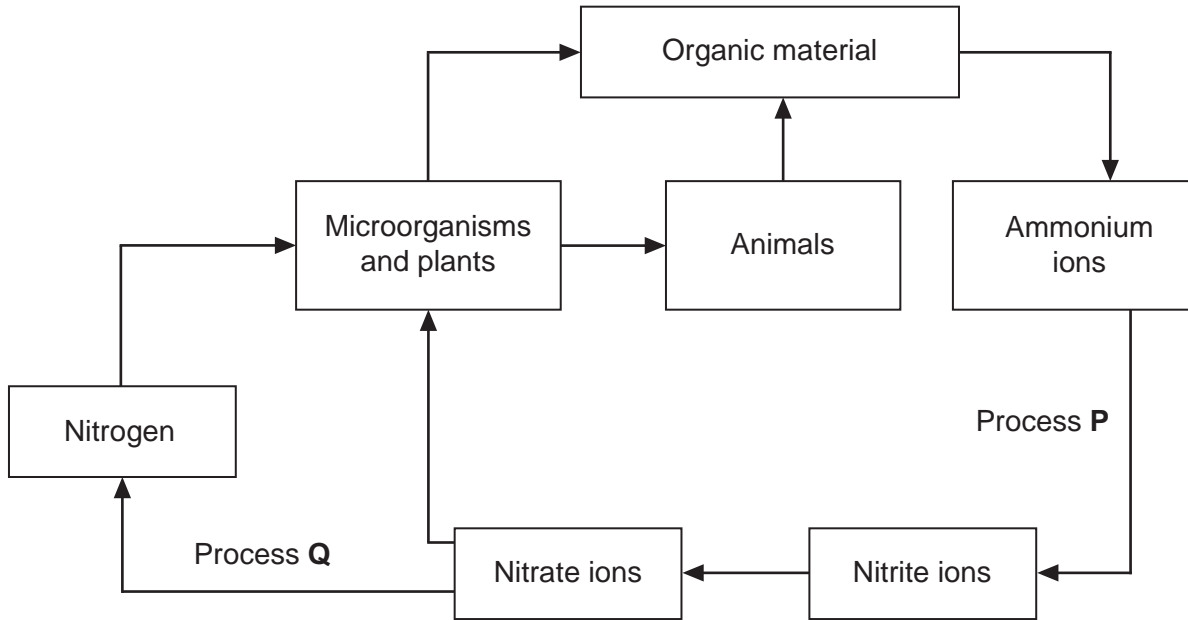 Organic material
Microorganisms
and plants
Animals
Ammonium
ions
Nitrogen
Process P
Process Q
Nitrate ions
Nitrite ions